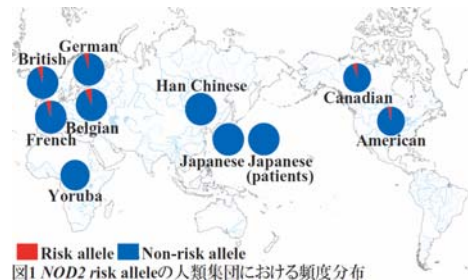 German
British
Han Chinese
Canadian
French
Belgian
American
Japanese Japanese
(patients)
Yoruba
Risk allele Non-risk allele
図1 NOD2 risk alleleの人類集団における頻度分布